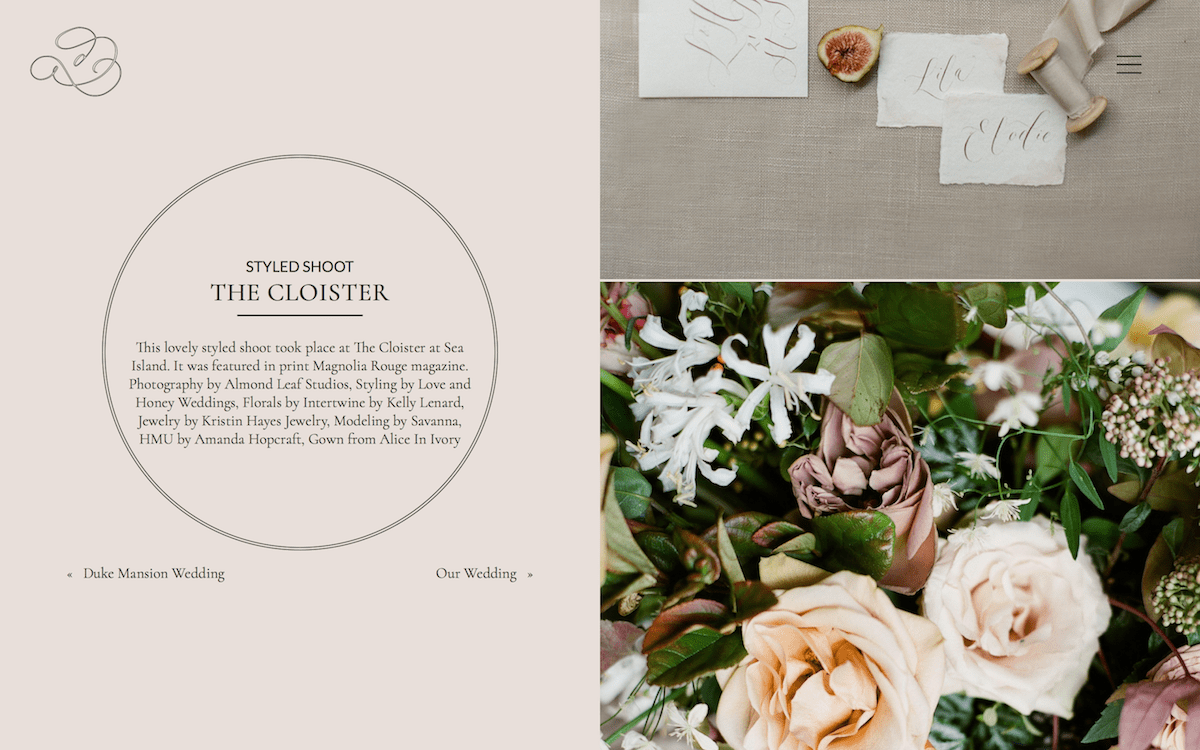 STYLED SHOOT
THE CLOISTER
This lovely styled shoot took place at The Cloister at Sea
Island. It was featured in print Magnolia Rouge magazine.
Photography by Almond Leaf Studios, Styling by Love and
Honey Weddings, Florals by Intertwine by Kelly Lenard,
Jewelry by Kristin Hayes Jewelry, Modeling by Savanna,
HMU by Amanda Hopcraft, Gown from Alice In Ivory
« Duke Mansion Wedding
Our Wedding »
Lila
Elodie